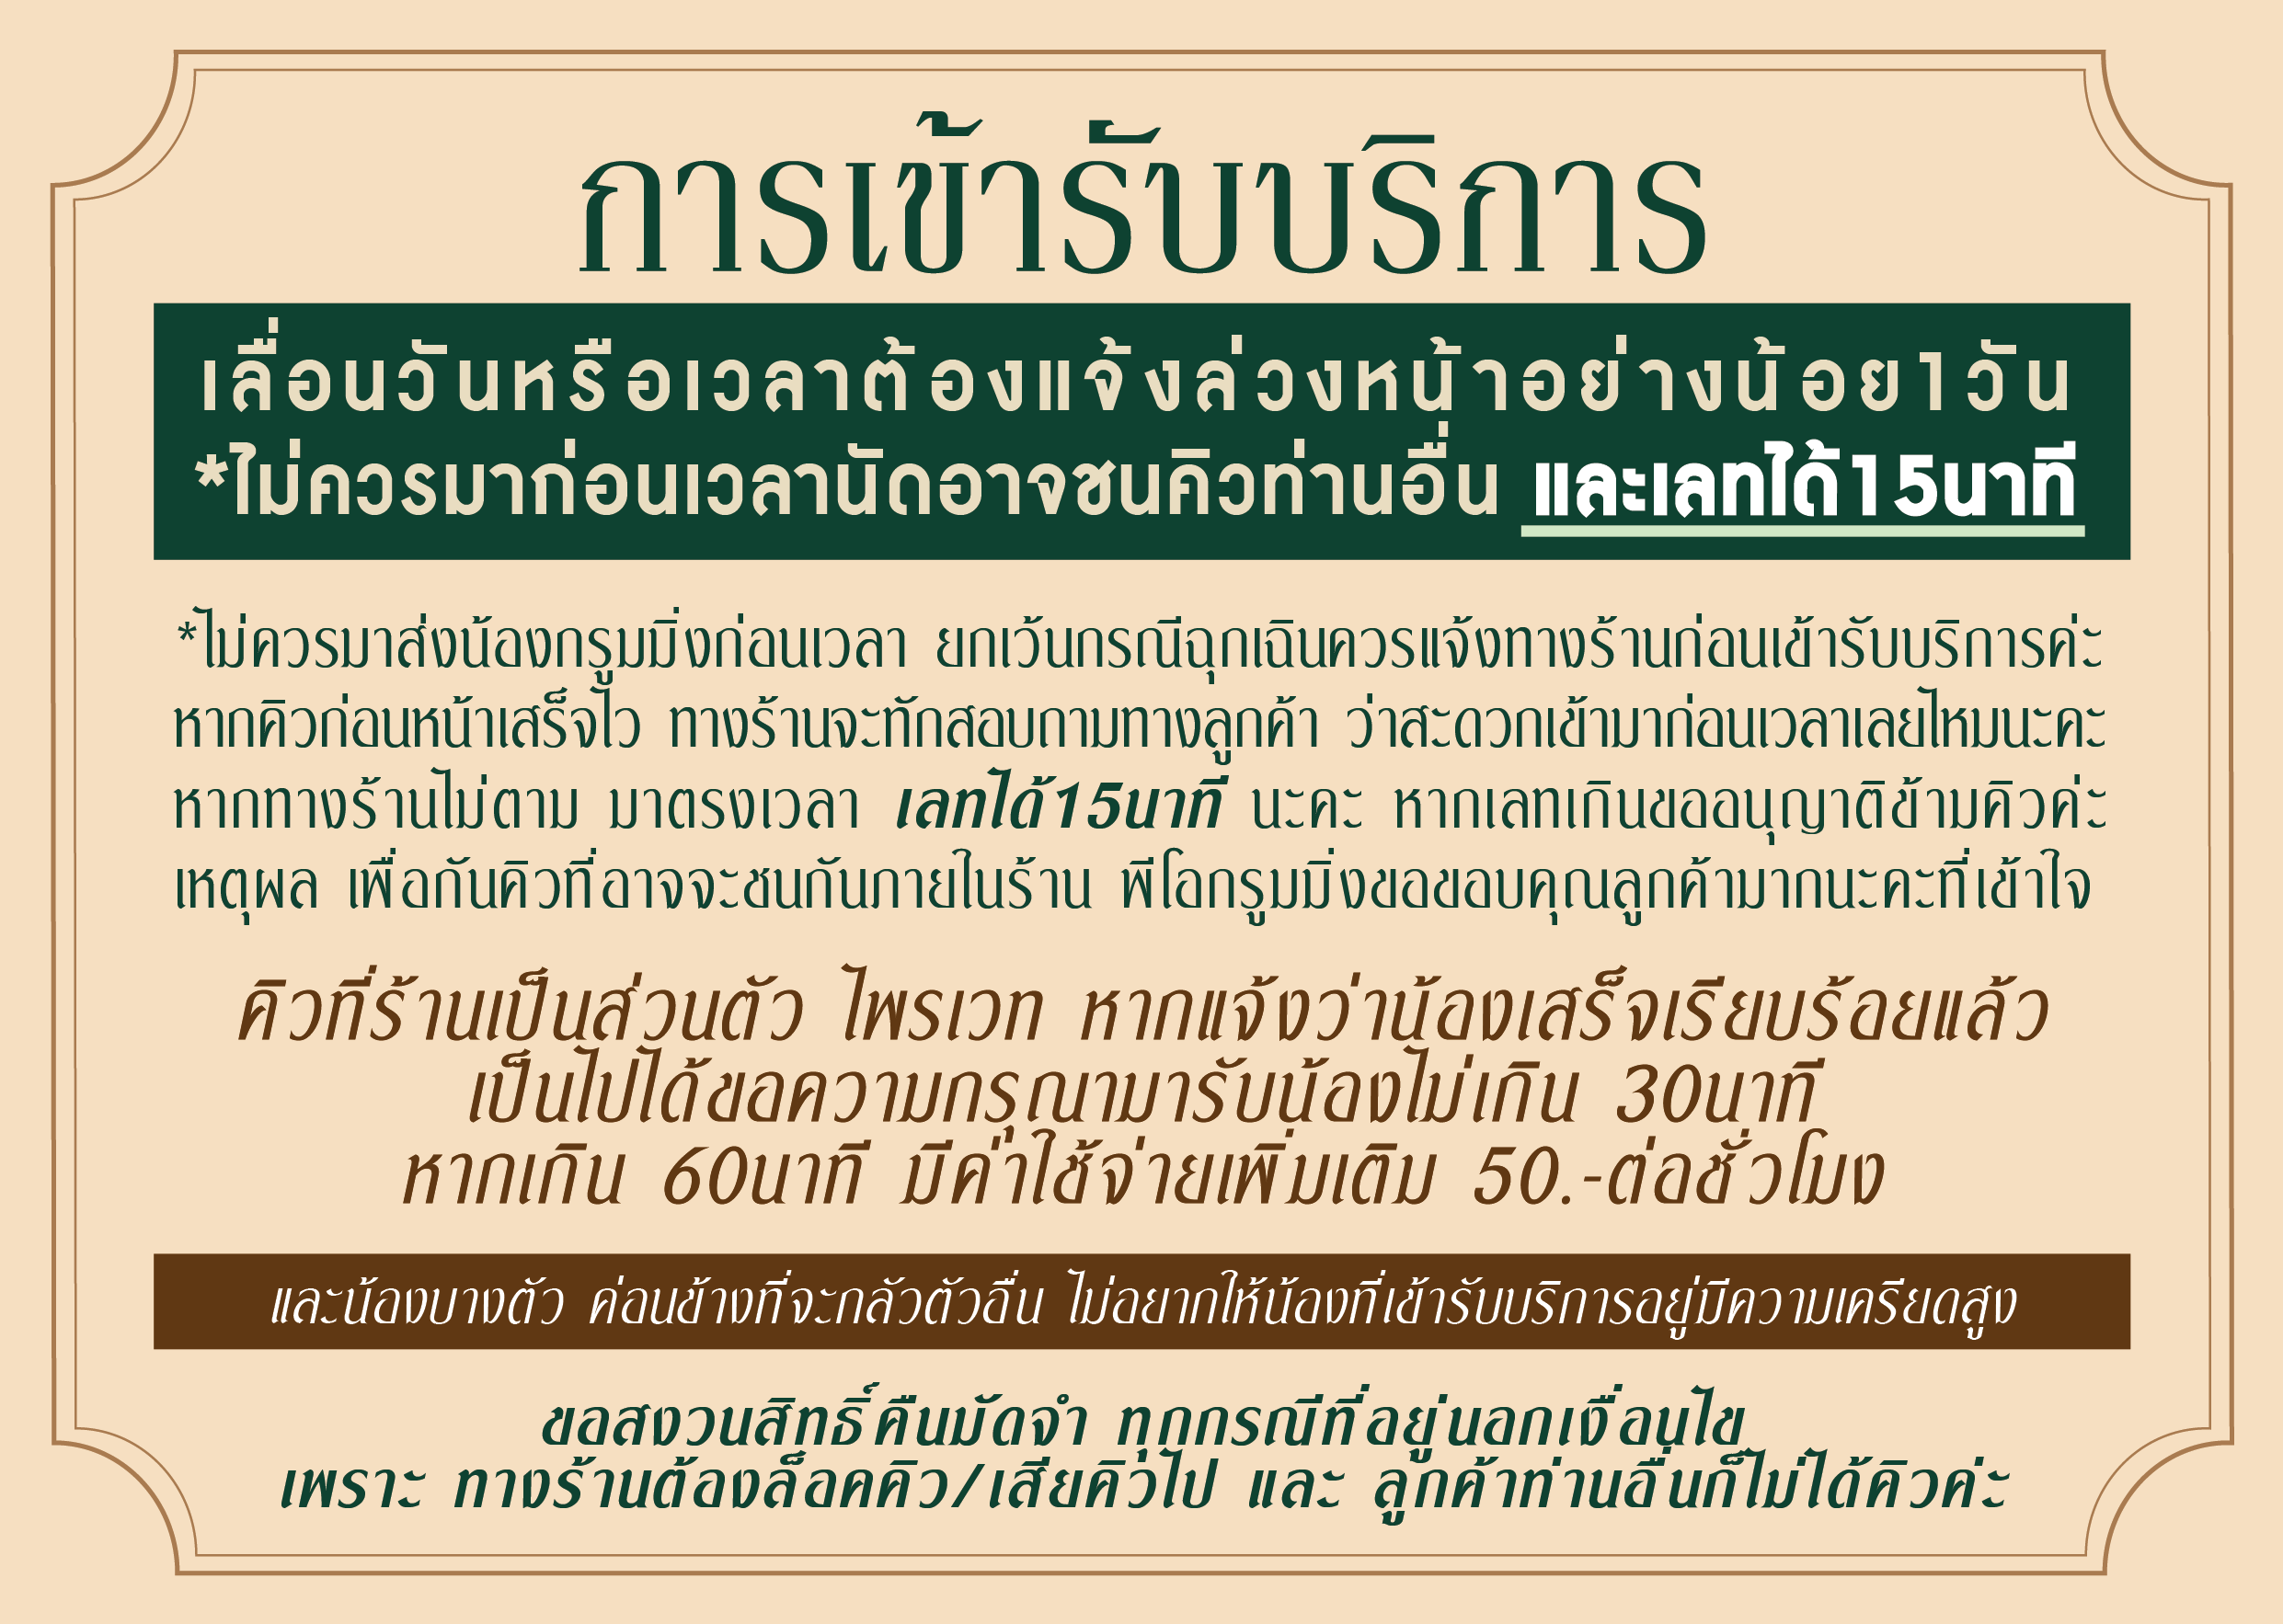 การเข้ารับบริการ
เลื่อนวันหรือเวลาต้องแจ้งล่วงหน้าอย่างน้อย1วัน
*ไม่ควรมาก่อนเวลานัดอาจชนคิวท่านอื่น และเลทได้15นาที
*ไม่ควรมาส่งน้องกรูมมิ่งก่อนเวลา ยกเว้นกรณีฉุกเฉินควรแจ้งทางร้านก่อนเข้ารับบริการค่ะ
หากคิวก่อนหน้าเสร็จไว ทางร้านจะทักสอบถามทางลูกค้า ว่าสะดวกเข้ามาก่อนเวลาเลยไหมนะคะ
หากทางร้านไม่ตาม มาตรงเวลา เลทได้15นาที นะคะ หากเลทเกินขออนุญาติข้ามคิวค่ะ
เหตุผล เพื่อกันคิวที่อาจจะชนกันภายในร้าน พีโอกรูมมิ่งขอขอบคุณลูกค้ามากนะคะที่เข้าใจ
คิวที่ร้านเป็นส่วนตัว ไพรเวท หากแจ้งว่าน้องเสร็จเรียบร้อยแล้ว
เป็นไปได้ขอความกรุณามารับน้องไม่เกิน 30นาที
หากเกิน 60นาที มีค่าใช้จ่ายเพิ่มเติม 50.-ต่อชั่วโมง
และน้องบางตัว ค่อนข้างที่จะกลัวตัวอื่น ไม่อยากให้น้องที่เข้ารับบริการอยู่มีความเครียดสูง
ขอสงวนสิทธิ์คืนมัดจำ ทุกกรณีที่อยู่นอกเงื่อนไข
เพราะ ทางร้านต้องล็อคคิว/เสียคิวไป และ ลูกค้าท่านอื่นก็ไม่ได้คิวค่ะ